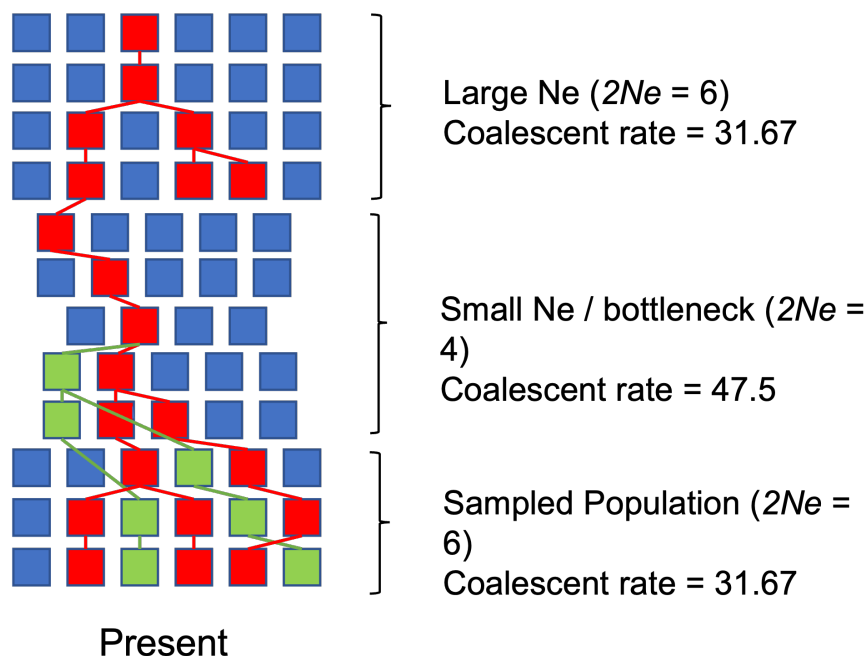 Large Ne (2Ne = 6)
Coalescent rate = 31.67
Small Ne / bottleneck (2Ne =
4)
Coalescent rate = 47.5
Sampled Population (2Ne =
6)
Coalescent rate = 31.67
Present